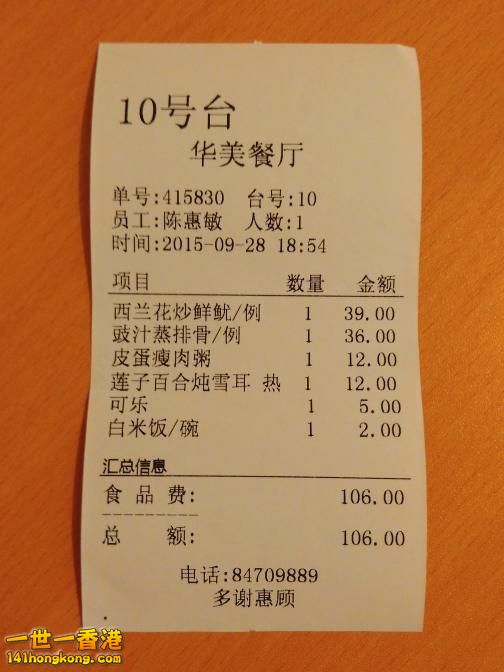 10号台
华美餐厅
单号:415830 台号:10
员工:陈惠敏 人数:1
时间:2015-09-28 18:54
项目 数量 金额
西兰花炒鲜鱿/例 1 39.00
豉汁蒸排骨/例 1 36.00
皮蛋瘦肉粥 1 12.00
莲子百合炖雪耳 热 1 12.00
可乐 1 5.00
白米饭/碗 1 2.00
汇总信息
食 品 费: 106.00
总 额: 106.00
电话:84709889
多谢惠顾
一世一香港
141hongkong.com